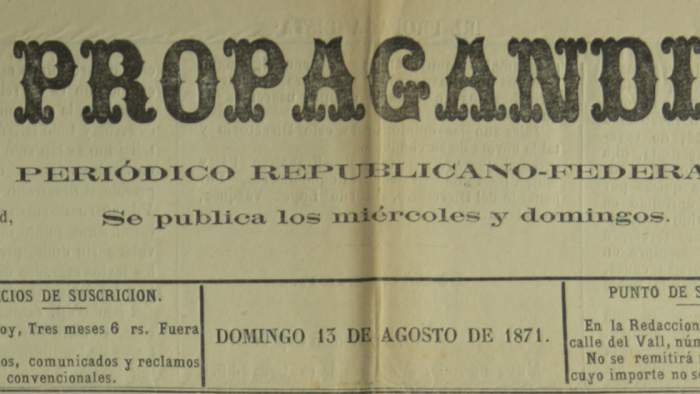 PROPAGANDI
PERIÓDICO REPUBLICANO-FEDERA
d,
Se publica los miércoles y domingos.
CIOS DE SUSCRICION.
oy, Tres meses 6 rs. Fuera
os, comunicados y reclamos
convencionales.
DOMINGO 13 DE AGOSTO DE 1871.
PUNTO DE S
En la Redaccion
calle del Vall, núm
No se remitirá
cuyo importe no s